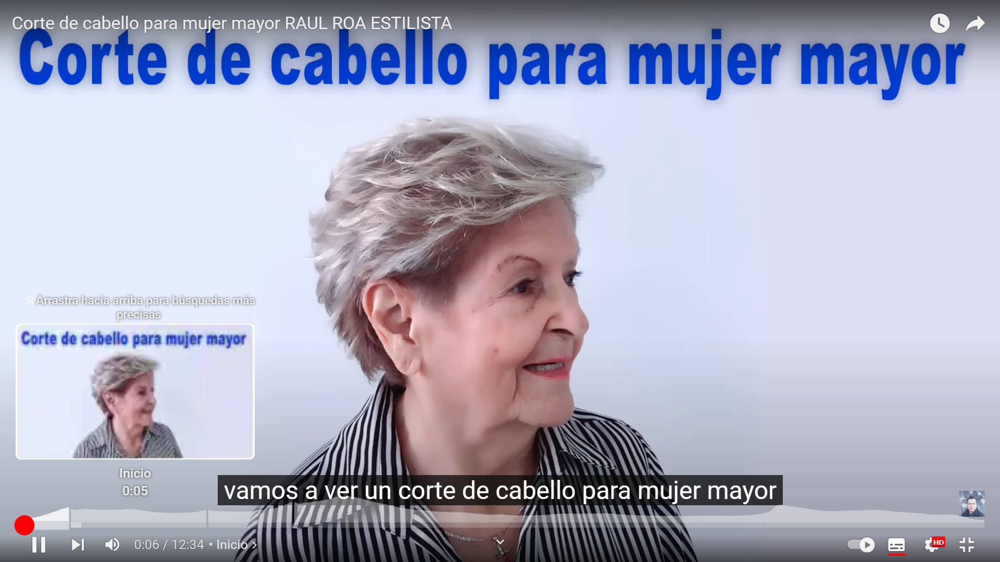 Corte de cabello para mujer mayor RAUL ROA ESTILISTA
Corte de cabello para mujer mayor
Arrastra hacia arriba para búsquedas más
precisas
Corte de cabello para mujer mayor
Inicio
0:05
vamos a ver un corte de cabello para mujer mayor
0:06 / 12:34 • Inicio
HD